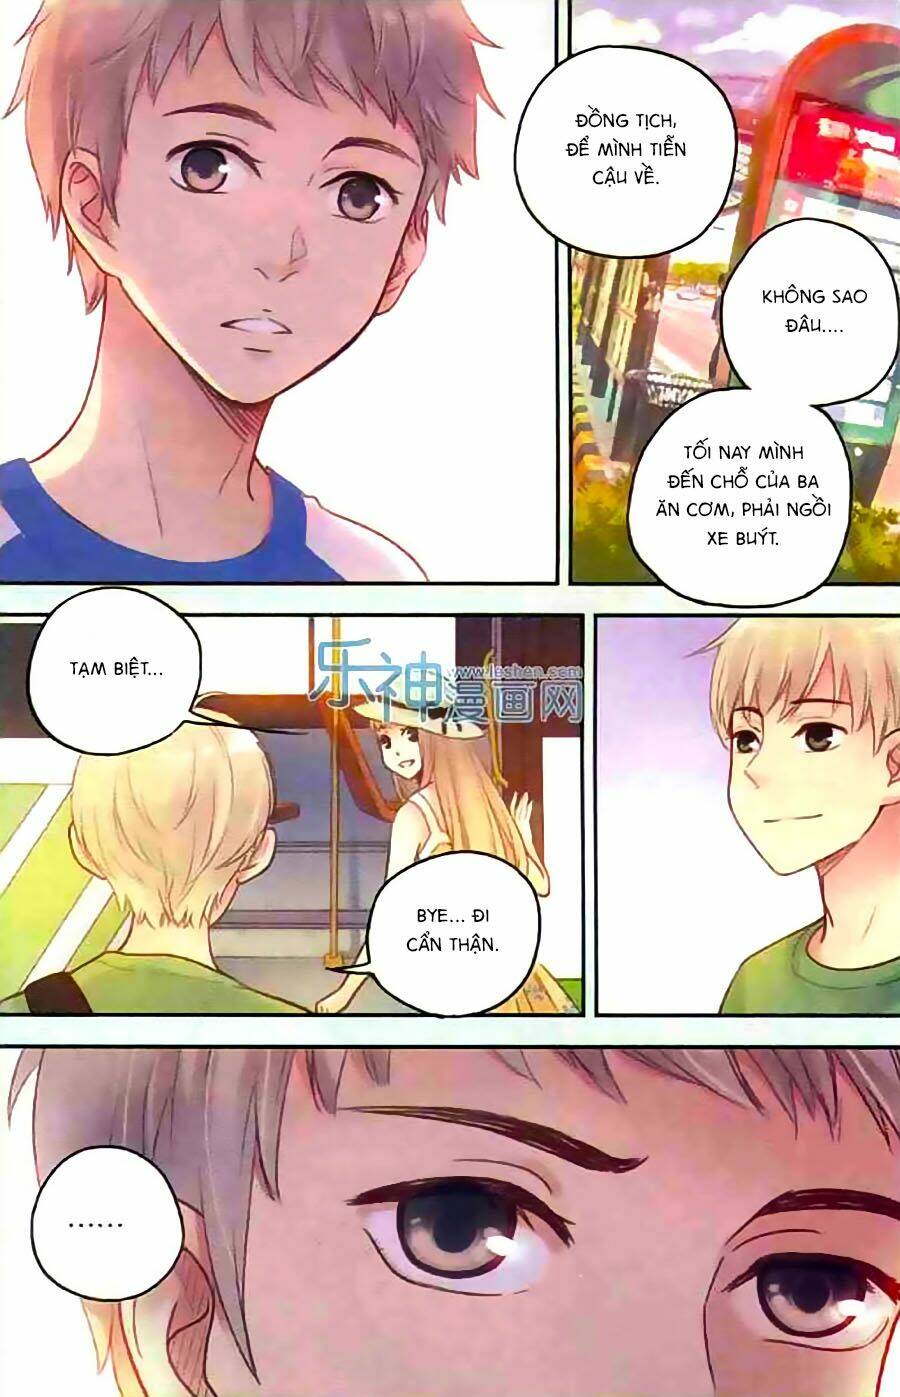 ĐỒNG TỊCH,
ĐỂ MÌNH TIỄN
CẬU VỀ.
KHÔNG SAO
ĐÂU....
TỐI NAY MÌNH
ĐẾN CHỖ CỦA BA
ĂN CƠM, PHẢI NGỒI
XE BUÝT.
TẠM BIỆT...
www.leshen.com
乐神漫画网
BYE... ĐI
CẨN THẬN.
......